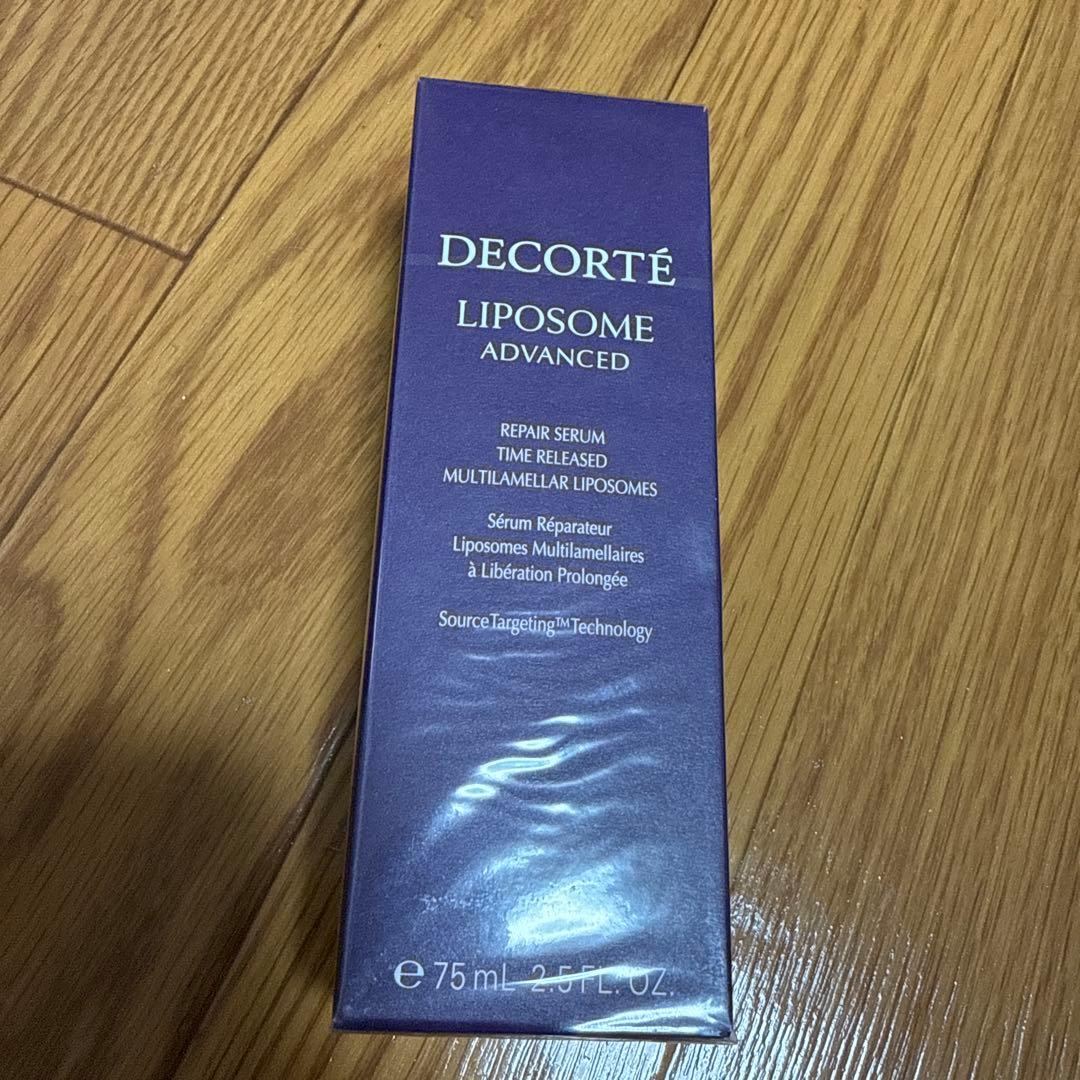 DECORTÉ
LIPOSOME
ADVANCED
REPAIR SERUM
TIME RELEASED
MULTILAMELLAR LIPOSOMES
Sérum Réparateur
Liposomes Multilamellaires
à Libération Prolongée
SourceTargeting™Technology
℮ 75 mL 2.5 FL. OZ.